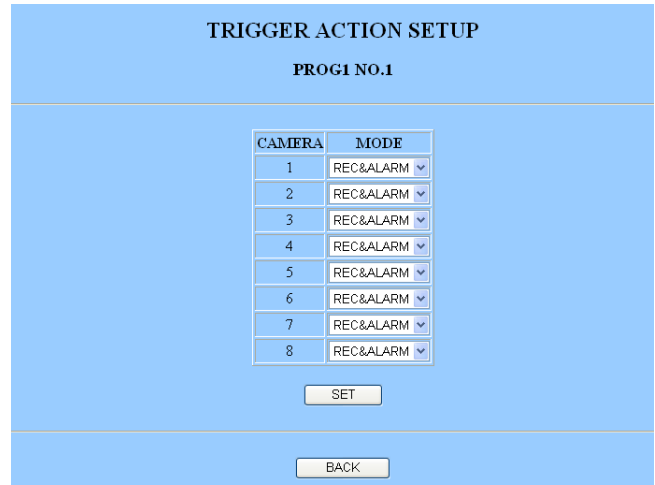 TRIGGER ACTION SETUP
PROG1 NO.1
CAMERA MODE
1 REC&ALARM
2 REC&ALARM
3 REC&ALARM
4 REC&ALARM
5 REC&ALARM
6 REC&ALARM
7 REC&ALARM
8 REC&ALARM
SET
BACK